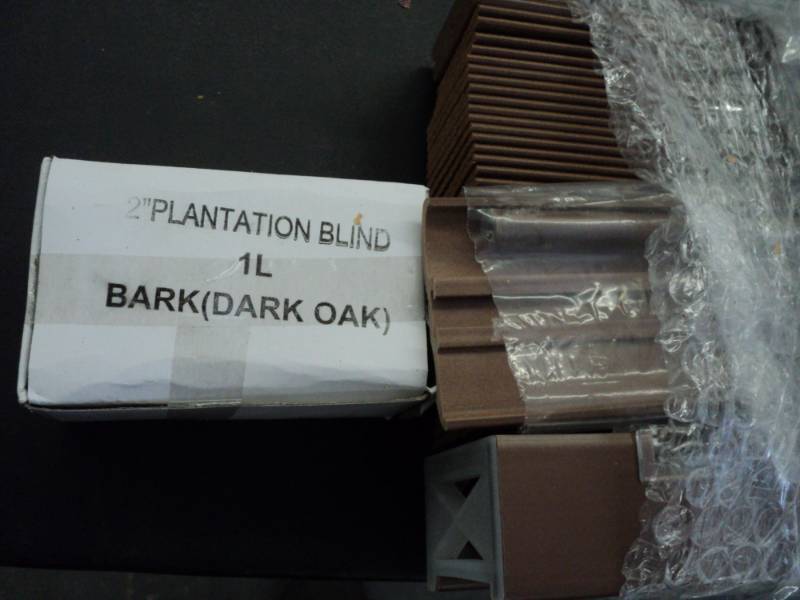 2"PLANTATION BLIND
1L
BARK(DARK OAK)